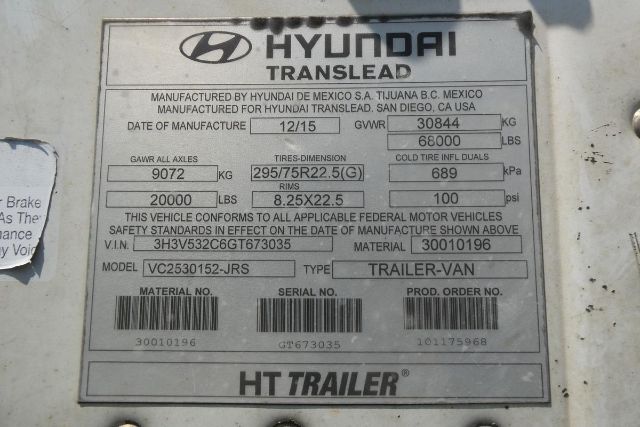 HYUNDAI
TRANSLEAD
MANUFACTURED BY HYUNDAI DE MEXICO S.A. TIJUANA B.C. MEXICO
MANUFACTURED FOR HYUNDAI TRANSLEAD. SAN DIEGO, CA USA
DATE OF MANUFACTURE 12/15 GVWR 30844 KG
68000 LBS
GAWR ALL AXLES TIRES-DIMENSION COLD TIRE INFL DUALS
9072 KG 295/75R22.5(G) 689 kPa
RIMS
20000 LBS 8.25X22.5 100 psi
THIS VEHICLE CONFORMS TO ALL APPLICABLE FEDERAL MOTOR VEHICLES
SAFETY STANDARDS IN EFFECT ON THE DATE OF MANUFACTURE SHOWN ABOVE
V.I.N. 3H3V532C6GT673035 MATERIAL 30010196
MODEL VC2530152-JRS TYPE TRAILER-VAN
MATERIAL NO. SERIAL NO. PROD. ORDER NO.
30010196 GT673035 101175968
HT TRAILER®
r Brake
As The
nance
y Void